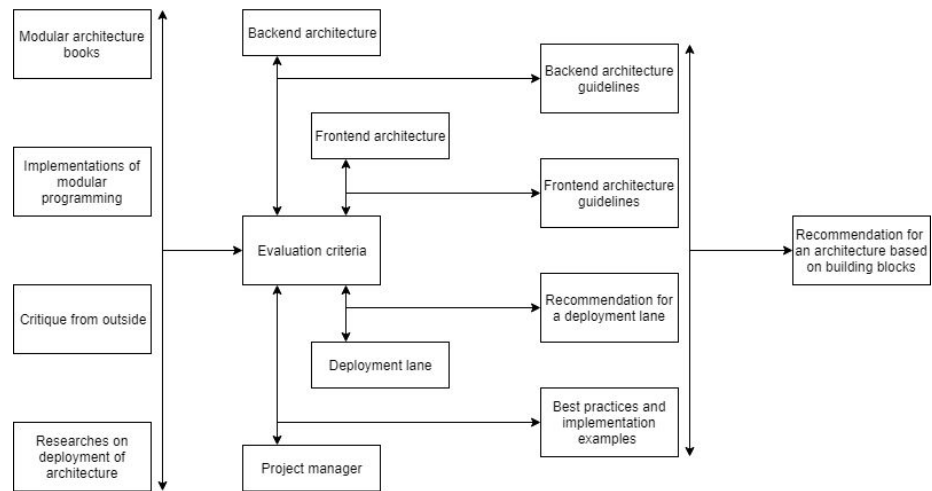 Modular architecture
books
Implementations of
modular
programming
Critique from outside
Researches on
deployment of
architecture
Backend architecture
Frontend architecture
Evaluation criteria
Deployment lane
Project manager
Backend architecture
guidelines
Frontend architecture
guidelines
Recommendation for
a deployment lane
Best practices and
implementation
examples
Recommendation for
an architecture based
on building blocks